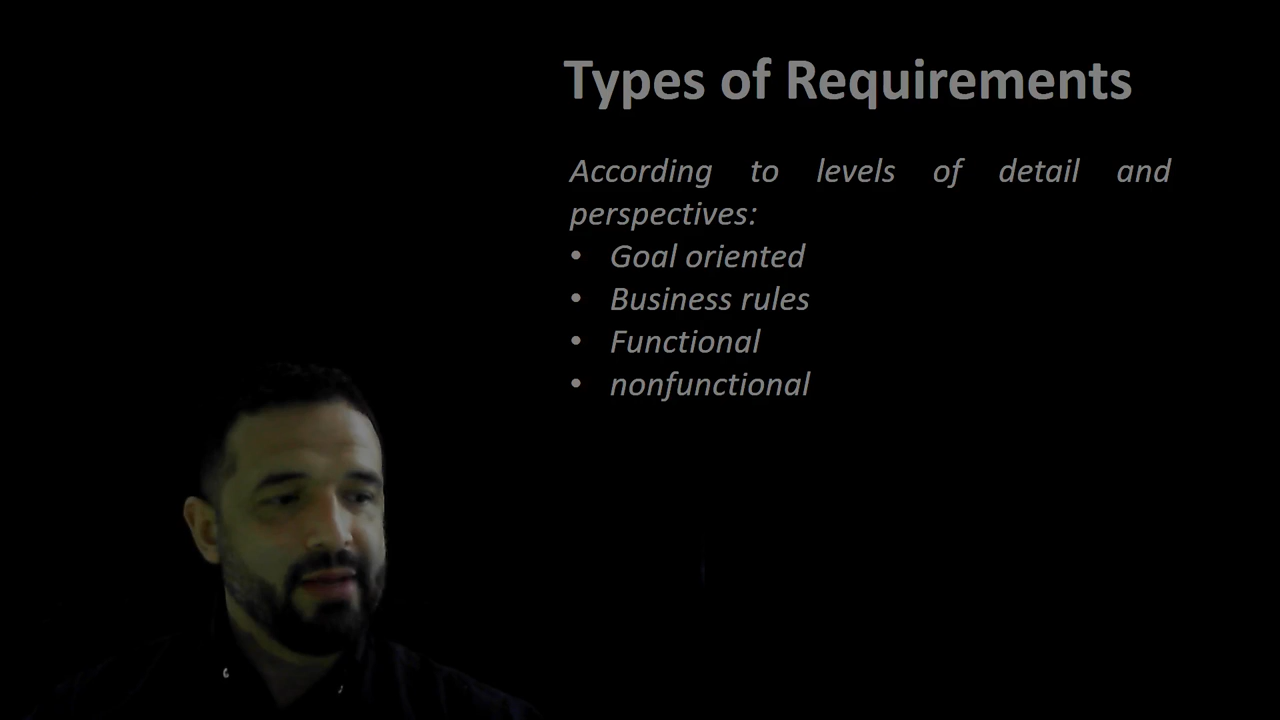 Types of Requirements
According to levels of detail and
perspectives:
• Goal oriented
• Business rules
• Functional
• nonfunctional